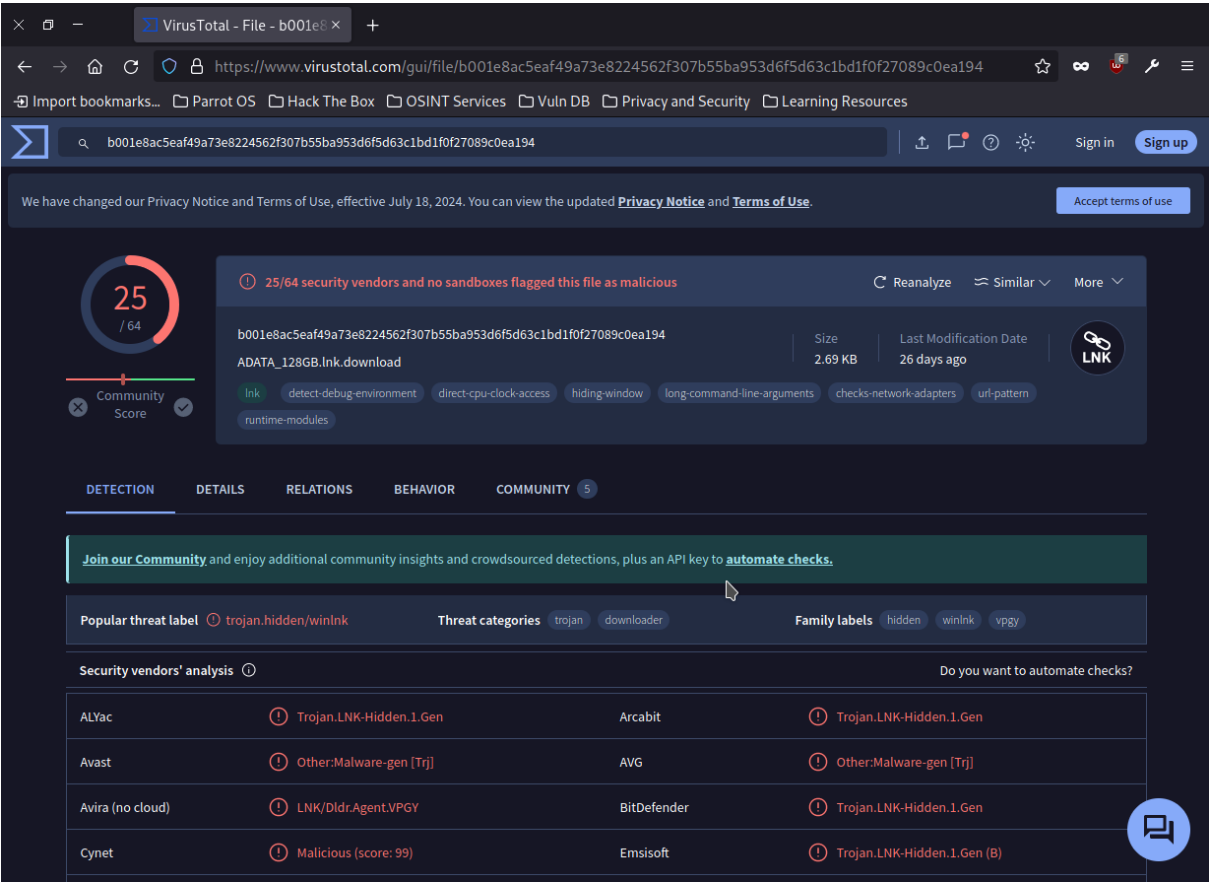 VirusTotal - File - b001e8
https://www.virustotal.com/gui/file/b001e8ac5eaf49a73e8224562f307b55ba953d6f5d63c1bd1f0f27089c0ea194
6
Import bookmarks... Parrot OS Hack The Box OSINT Services Vuln DB Privacy and Security Learning Resources
b001e8ac5eaf49a73e8224562f307b55ba953d6f5d63c1bd1f0f27089c0ea194 Sign in Sign up
We have changed our Privacy Notice and Terms of Use, effective July 18, 2024. You can view the updated Privacy Notice and Terms of Use. Accept terms of use
25
/ 64
Community
Score
25/64 security vendors and no sandboxes flagged this file as malicious Reanalyze Similar More
b001e8ac5eaf49a73e8224562f307b55ba953d6f5d63c1bd1f0f27089c0ea194
ADATA_128GB.lnk.download
Size
2.69 KB
Last Modification Date
26 days ago
LNK
lnk detect-debug-environment direct-cpu-clock-access hiding-window long-command-line-arguments checks-network-adapters url-pattern
runtime-modules
DETECTION DETAILS RELATIONS BEHAVIOR COMMUNITY 5
Join our Community and enjoy additional community insights and crowdsourced detections, plus an API key to automate checks.
Popular threat label trojan.hidden/winlnk Threat categories trojan downloader Family labels hidden winlnk vpgy
Security vendors' analysis Do you want to automate checks?
ALYac Trojan.LNK-Hidden.1.Gen Arcabit Trojan.LNK-Hidden.1.Gen
Avast Other:Malware-gen [Trj] AVG Other:Malware-gen [Trj]
Avira (no cloud) LNK/Dldr.Agent.VPGY BitDefender Trojan.LNK-Hidden.1.Gen
Cynet Malicious (score: 99) Emsisoft Trojan.LNK-Hidden.1.Gen (B)